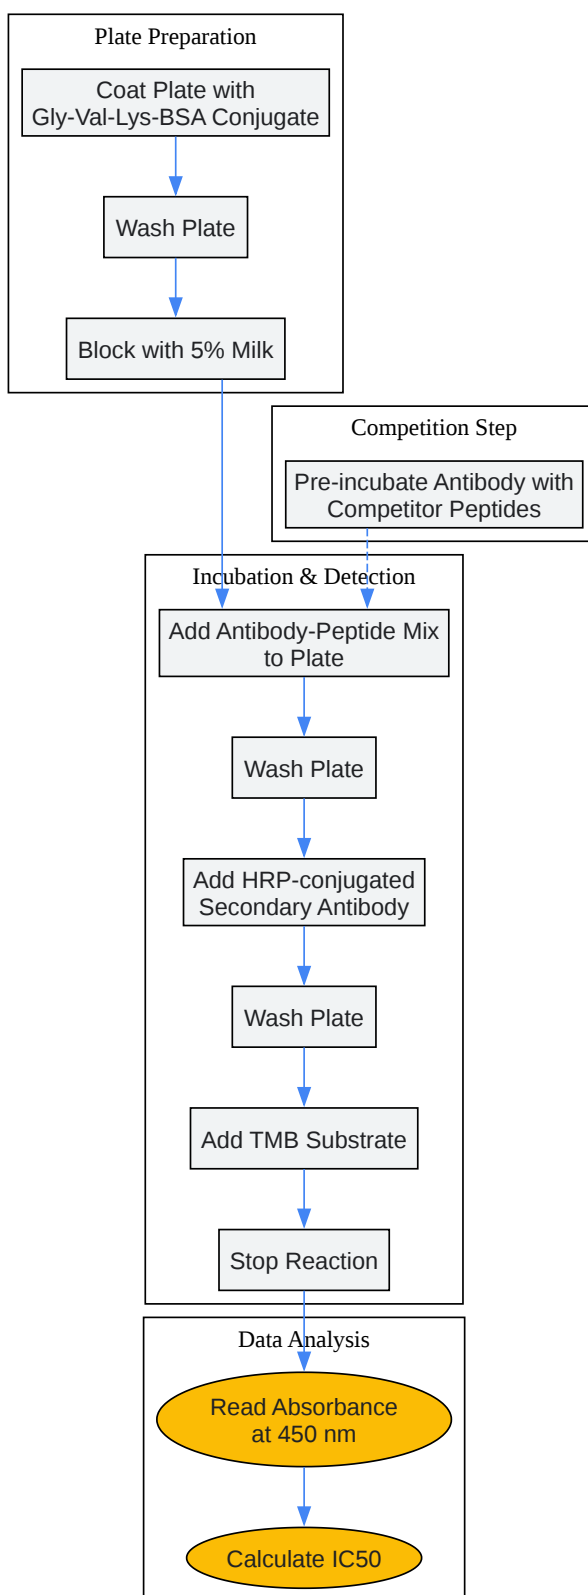 Plate Preparation
Coat Plate with
Gly-Val-Lys-BSA Conjugate
Wash Plate
Block with 5% Milk
Competition Step
Pre-incubate Antibody with
Competitor Peptides
Incubation & Detection
Add Antibody-Peptide Mix
to Plate
Wash Plate
Add HRP-conjugated
Secondary Antibody
Wash Plate
Add TMB Substrate
Stop Reaction
Data Analysis
Read Absorbance
at 450 nm
Calculate IC50